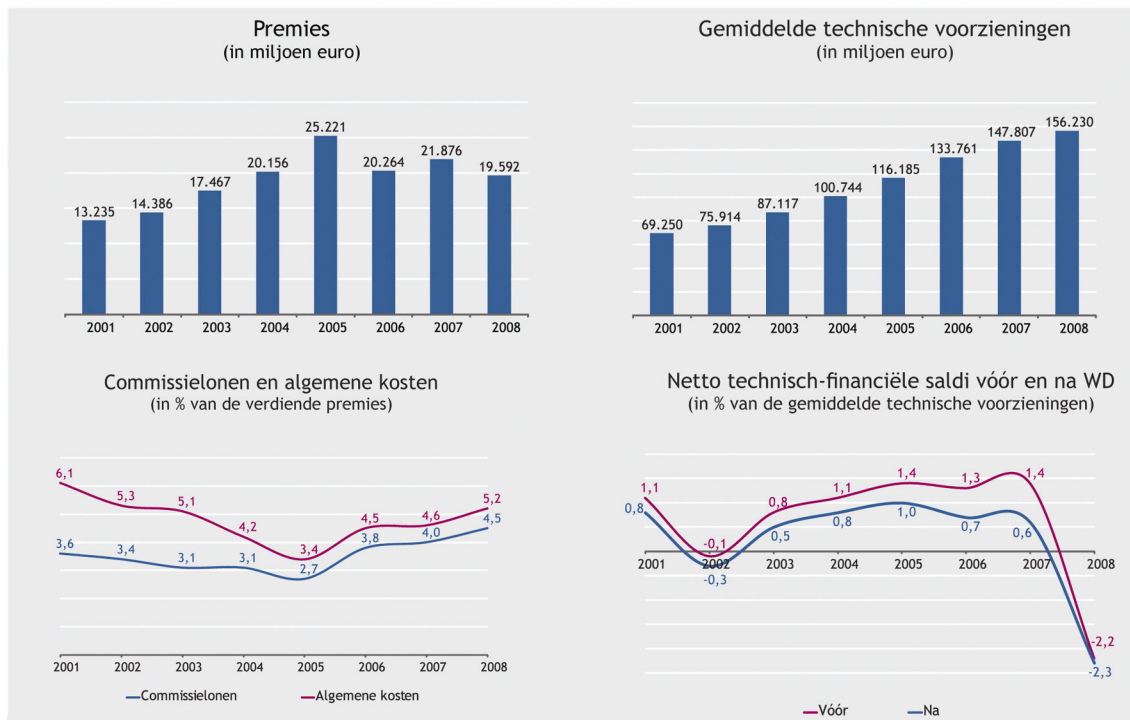 Premies
(in miljoen euro)
13.235
14.386
17.467
20.156
25.221
20.264
21.876
19.592
2001 2002 2003 2004 2005 2006 2007 2008
Gemiddelde technische voorzieningen
(in miljoen euro)
69.250
75.914
87.117
100.744
116.185
133.761
147.807
156.230
2001 2002 2003 2004 2005 2006 2007 2008
Commissielonen en algemene kosten
(in % van de verdiende premies)
6,1 5,3 5,1 4,2 3,4 4,5 4,6 5,2
3,6 3,4 3,1 3,1 2,7 3,8 4,0 4,5
2001 2002 2003 2004 2005 2006 2007 2008
Commissielonen Algemene kosten
Netto technisch-financiële saldi vóór en na WD
(in % van de gemiddelde technische voorzieningen)
1,1 -0,1 0,8 1,1 1,4 1,3 1,4 -2,2
0,8 -0,3 0,5 0,8 1,0 0,7 0,6 -2,3
2001 2002 2003 2004 2005 2006 2007 2008
Vóór Na